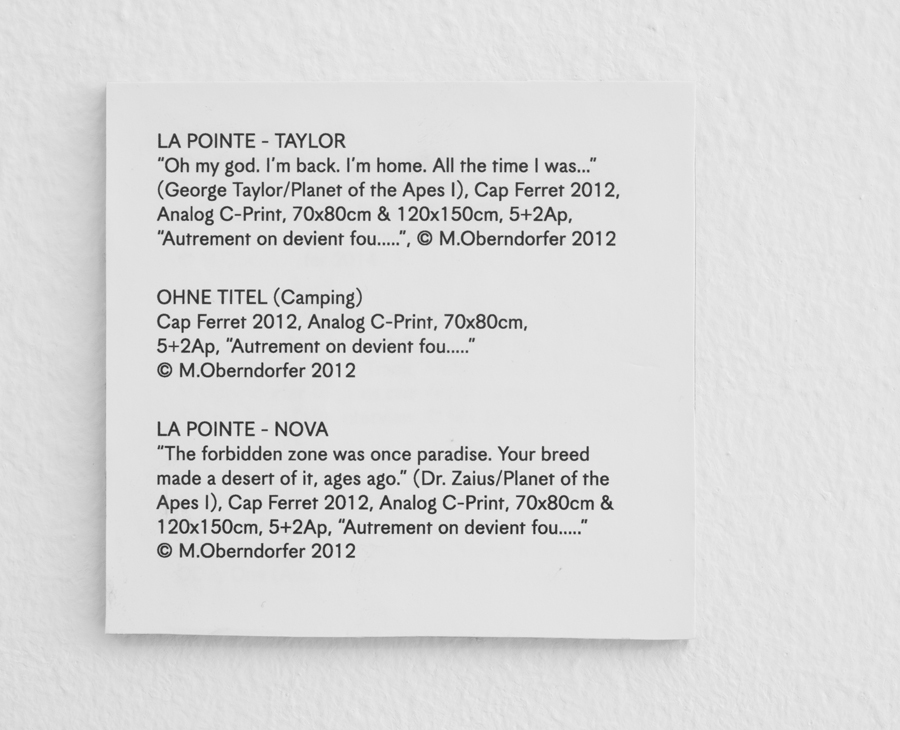 LA POINTE - TAYLOR
“Oh my god. I’m back. I’m home. All the time I was...“
(George Taylor/Planet of the Apes I), Cap Ferret 2012,
Analog C-Print, 70x80cm & 120x150cm, 5+2Ap,
“Autrement on devient fou.....”, © M.Oberndorfer 2012
OHNE TITEL (Camping)
Cap Ferret 2012, Analog C-Print, 70x80cm,
5+2Ap, “Autrement on devient fou.....”
© M.Oberndorfer 2012
LA POINTE - NOVA
“The forbidden zone was once paradise. Your breed
made a desert of it, ages ago.” (Dr. Zaius/Planet of the
Apes I), Cap Ferret 2012, Analog C-Print, 70x80cm &
120x150cm, 5+2Ap, “Autrement on devient fou.....”
© M.Oberndorfer 2012